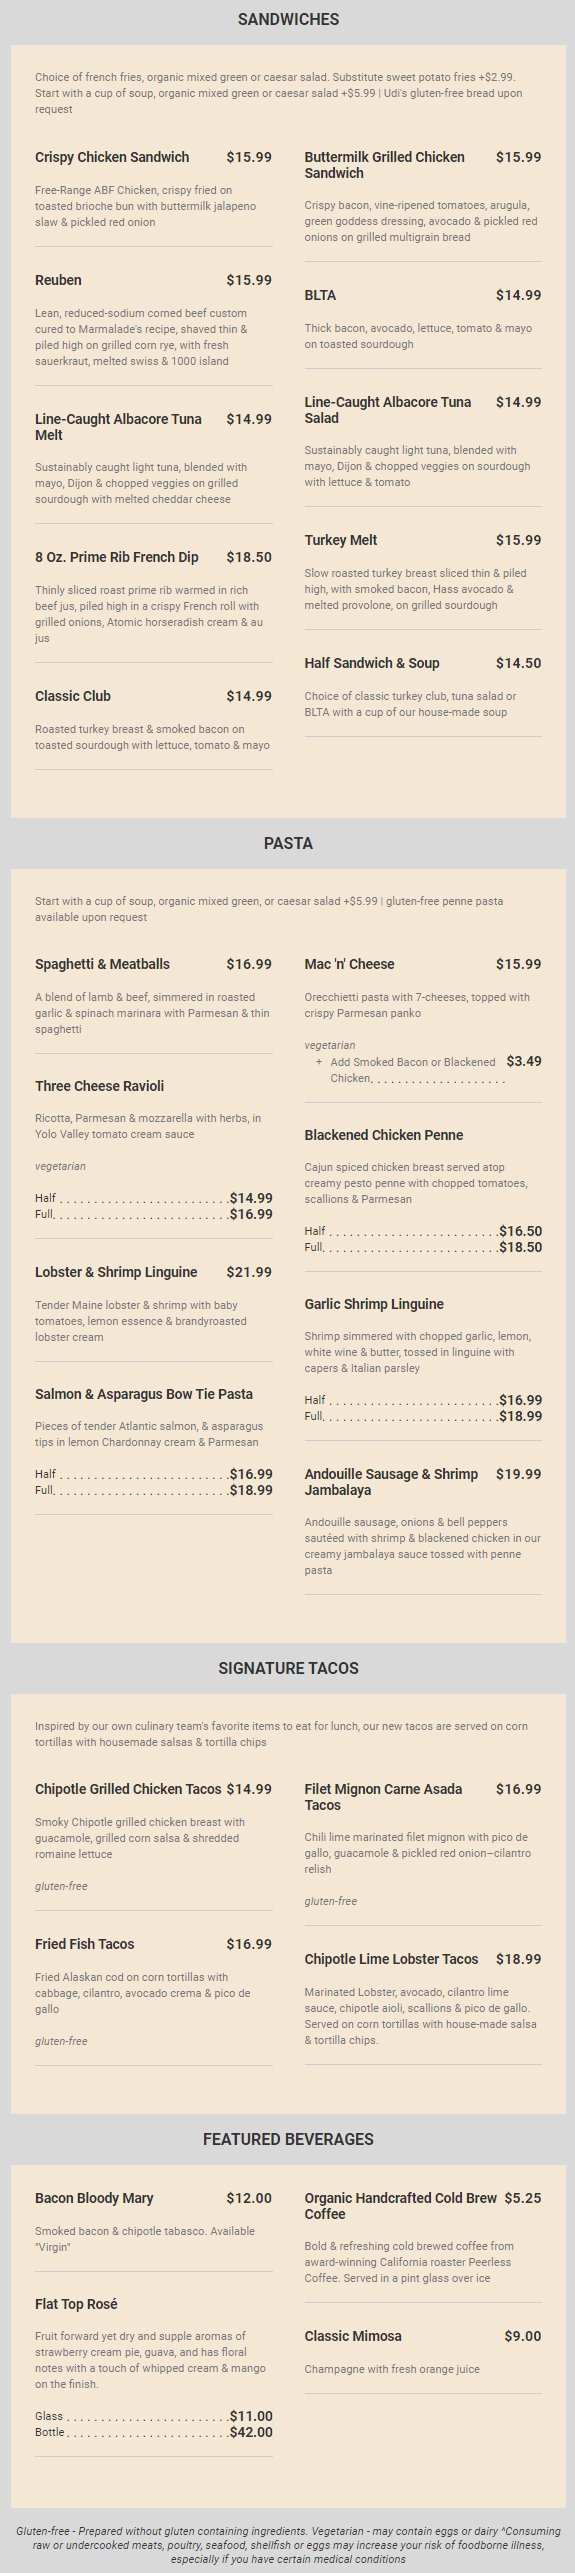 SANDWICHES
Choice of french fries, organic mixed green or caesar salad. Substitute sweet potato fries +$2.99.
Start with a cup of soup, organic mixed green or caesar salad +$5.99 | Udi's gluten-free bread upon
request
Crispy Chicken Sandwich $15.99
Free-Range ABF Chicken, crispy fried on
toasted brioche bun with buttermilk jalapeno
slaw & pickled red onion
Reuben $15.99
Lean, reduced-sodium corned beef custom
cured to Marmalade's recipe, shaved thin &
piled high on grilled corn rye, with fresh
sauerkraut, melted swiss & 1000 island
Line-Caught Albacore Tuna $14.99
Melt
Sustainably caught light tuna, blended with
mayo, Dijon & chopped veggies on grilled
sourdough with melted cheddar cheese
8 Oz. Prime Rib French Dip $18.50
Thinly sliced roast prime rib warmed in rich
beef jus, piled high in a crispy French roll with
grilled onions, Atomic horseradish cream & au
jus
Classic Club $14.99
Roasted turkey breast & smoked bacon on
toasted sourdough with lettuce, tomato & mayo
Buttermilk Grilled Chicken $15.99
Sandwich
Crispy bacon, vine-ripened tomatoes, arugula,
green goddess dressing, avocado & pickled red
onions on grilled multigrain bread
BLTA $14.99
Thick bacon, avocado, lettuce, tomato & mayo
on toasted sourdough
Line-Caught Albacore Tuna $14.99
Salad
Sustainably caught light tuna, blended with
mayo, Dijon & chopped veggies on sourdough
with lettuce & tomato
Turkey Melt $15.99
Slow roasted turkey breast sliced thin & piled
high, with smoked bacon, Hass avocado &
melted provolone, on grilled sourdough
Half Sandwich & Soup $14.50
Choice of classic turkey club, tuna salad or
BLTA with a cup of our house-made soup
PASTA
Start with a cup of soup, organic mixed green, or caesar salad +$5.99 | gluten-free penne pasta
available upon request
Spaghetti & Meatballs $16.99
A blend of lamb & beef, simmered in roasted
garlic & spinach marinara with Parmesan & thin
spaghetti
Three Cheese Ravioli
Ricotta, Parmesan & mozzarella with herbs, in
Yolo Valley tomato cream sauce
vegetarian
Half . . . . . . . . . . . . . . . . . . . . . . . . . $14.99
Full. . . . . . . . . . . . . . . . . . . . . . . . . . $16.99
Lobster & Shrimp Linguine $21.99
Tender Maine lobster & shrimp with baby
tomatoes, lemon essence & brandyroasted
lobster cream
Salmon & Asparagus Bow Tie Pasta
Pieces of tender Atlantic salmon, & asparagus
tips in lemon Chardonnay cream & Parmesan
Half . . . . . . . . . . . . . . . . . . . . . . . . . $16.99
Full. . . . . . . . . . . . . . . . . . . . . . . . . . $18.99
Mac 'n' Cheese $15.99
Orecchietti pasta with 7-cheeses, topped with
crispy Parmesan panko
vegetarian
+ Add Smoked Bacon or Blackened $3.49
Chicken. . . . . . . . . . . . . . . . . . . .
Blackened Chicken Penne
Cajun spiced chicken breast served atop
creamy pesto penne with chopped tomatoes,
scallions & Parmesan
Half . . . . . . . . . . . . . . . . . . . . . . . . . $16.50
Full. . . . . . . . . . . . . . . . . . . . . . . . . . $18.50
Garlic Shrimp Linguine
Shrimp simmered with chopped garlic, lemon,
white wine & butter, tossed in linguine with
capers & Italian parsley
Half . . . . . . . . . . . . . . . . . . . . . . . . . $16.99
Full. . . . . . . . . . . . . . . . . . . . . . . . . . $18.99
Andouille Sausage & Shrimp $19.99
Jambalaya
Andouille sausage, onions & bell peppers
sautéed with shrimp & blackened chicken in our
creamy jambalaya sauce tossed with penne
pasta
SIGNATURE TACOS
Inspired by our own culinary team's favorite items to eat for lunch, our new tacos are served on corn
tortillas with housemade salsas & tortilla chips
Chipotle Grilled Chicken Tacos $14.99
Smoky Chipotle grilled chicken breast with
guacamole, grilled corn salsa & shredded
romaine lettuce
gluten-free
Fried Fish Tacos $16.99
Fried Alaskan cod on corn tortillas with
cabbage, cilantro, avocado crema & pico de
gallo
gluten-free
Filet Mignon Carne Asada $16.99
Tacos
Chili lime marinated filet mignon with pico de
gallo, guacamole & pickled red onion–cilantro
relish
gluten-free
Chipotle Lime Lobster Tacos $18.99
Marinated Lobster, avocado, cilantro lime
sauce, chipotle aioli, scallions & pico de gallo.
Served on corn tortillas with house-made salsa
& tortilla chips.
FEATURED BEVERAGES
Bacon Bloody Mary $12.00
Smoked bacon & chipotle tabasco. Available
"Virgin"
Flat Top Rosé
Fruit forward yet dry and supple aromas of
strawberry cream pie, guava, and has floral
notes with a touch of whipped cream & mango
on the finish.
Glass . . . . . . . . . . . . . . . . . . . . . . . . $11.00
Bottle . . . . . . . . . . . . . . . . . . . . . . . . $42.00
Organic Handcrafted Cold Brew $5.25
Coffee
Bold & refreshing cold brewed coffee from
award-winning California roaster Peerless
Coffee. Served in a pint glass over ice
Classic Mimosa $9.00
Champagne with fresh orange juice
Gluten-free - Prepared without gluten containing ingredients. Vegetarian - may contain eggs or dairy ^Consuming
raw or undercooked meats, poultry, seafood, shellfish or eggs may increase your risk of foodborne illness,
especially if you have certain medical conditions